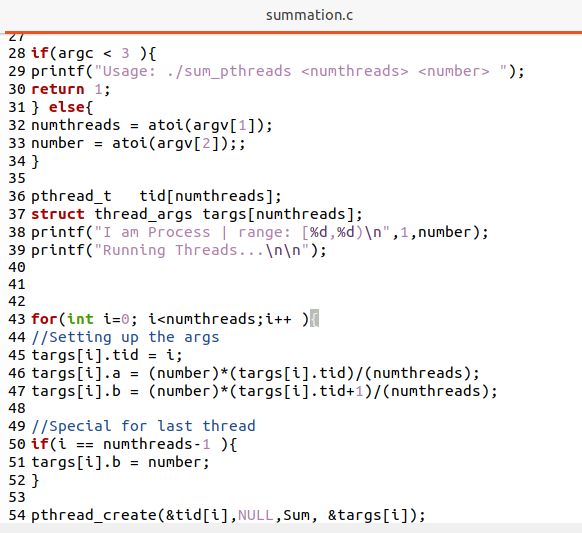 summation.c
27
28 if(argc < 3 ){
29 printf("Usage: ./sum_pthreads <numthreads> <number> ");
30 return 1;
31 } else{
32 numthreads = atoi(argv[1]);
33 number = atoi(argv[2]);;
34 }
35
36 pthread_t   tid[numthreads];
37 struct thread_args targs[numthreads];
38 printf("I am Process | range: [%d,%d)\n",1,number);
39 printf("Running Threads...\n\n");
40
41
42
43 for(int i=0; i<numthreads;i++ ){
44 //Setting up the args
45 targs[i].tid = i;
46 targs[i].a = (number)*(targs[i].tid)/(numthreads);
47 targs[i].b = (number)*(targs[i].tid+1)/(numthreads);
48
49 //Special for last thread
50 if(i == numthreads-1 ){
51 targs[i].b = number;
52 }
53
54 pthread_create(&tid[i],NULL,Sum, &targs[i]);